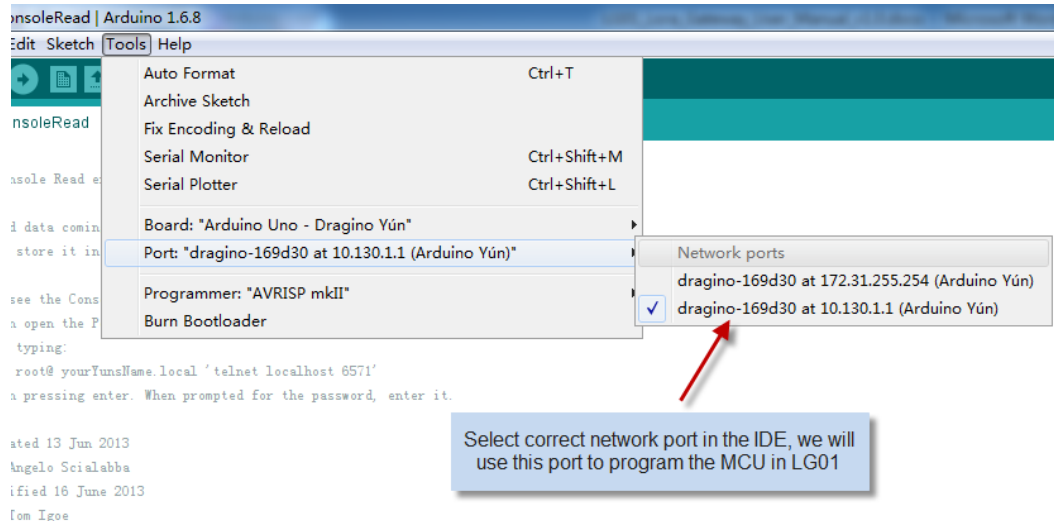 onsoleRead | Arduino 1.6.8
Edit Sketch Tools Help
Auto Format Ctrl+T
Archive Sketch
Fix Encoding & Reload
Serial Monitor Ctrl+Shift+M
Serial Plotter Ctrl+Shift+L
Board: "Arduino Uno - Dragino Yún"
Port: "dragino-169d30 at 10.130.1.1 (Arduino Yún)"
Programmer: "AVRISP mkII"
Burn Bootloader
Network ports
dragino-169d30 at 172.31.255.254 (Arduino Yún)
dragino-169d30 at 10.130.1.1 (Arduino Yún)
nsoleRead
nsole Read e
d data comin
store it in
see the Cons
n open the P
typing:
root@ yourYunsName.local 'telnet localhost 6571'
n pressing enter. When prompted for the password, enter it.
ated 13 Jun 2013
Angelo Scialabba
ified 16 June 2013
Tom Igoe
Select correct network port in the IDE, we will
use this port to program the MCU in LG01